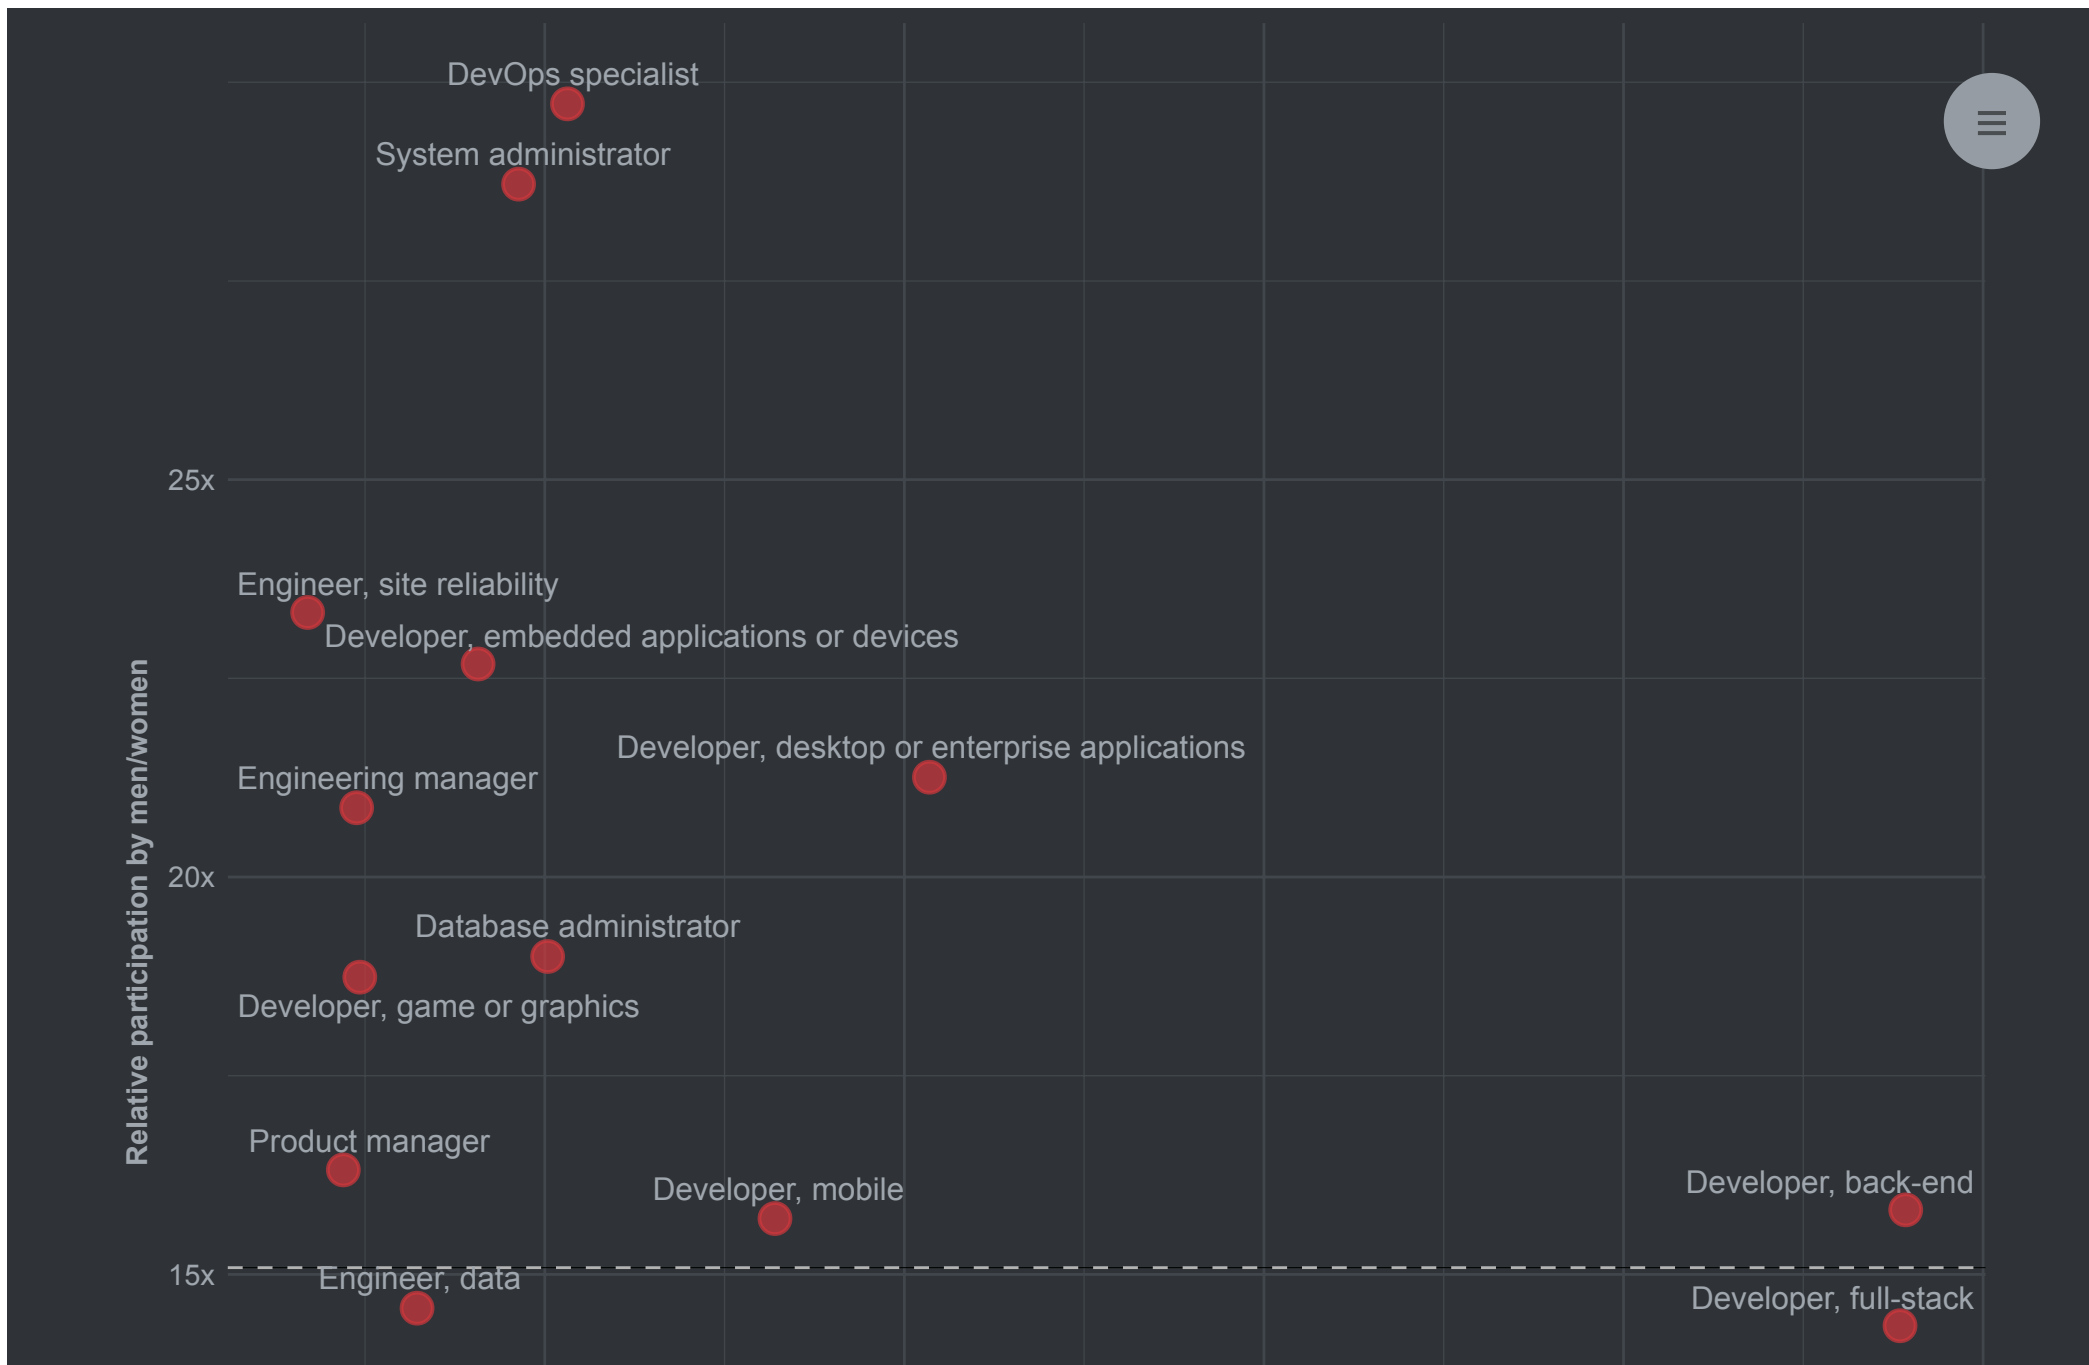 DevOps specialist
System administrator
25x
Engineer, site reliability
Developer, embedded applications or devices
Developer, desktop or enterprise applications
Engineering manager
Relative participation by men/women
20x
Database administrator
Developer, game or graphics
Product manager
Developer, mobile
Developer, back-end
15x
Engineer, data
Developer, full-stack